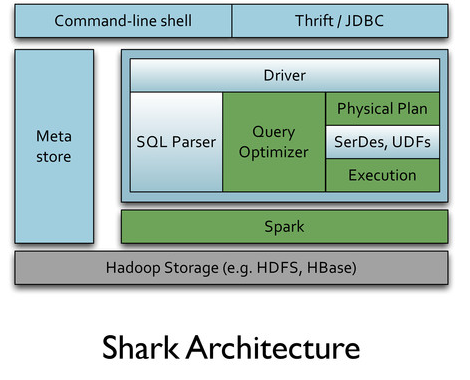 Command-line shell
Thrift / JDBC
Meta
store
Driver
SQL Parser
Query
Optimizer
Physical Plan
SerDes, UDFs
Execution
Spark
Hadoop Storage (e.g. HDFS, HBase)
Shark Architecture